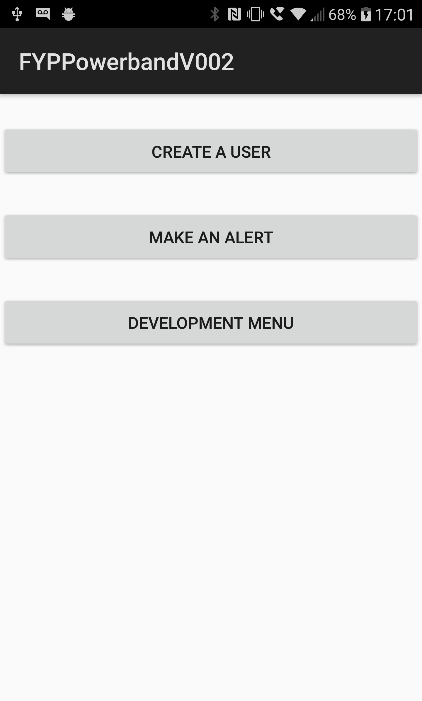 68% 17:01
FYPPowerbandV002
CREATE A USER
MAKE AN ALERT
DEVELOPMENT MENU